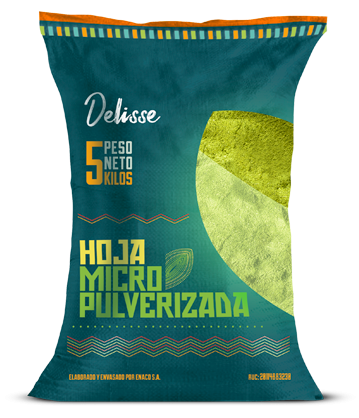 Delisse
5 PESO
NETO
KILOS
HOJA
MICRO
PULVERIZADA
ELABORADO Y ENVASADO POR ENACO S.A.